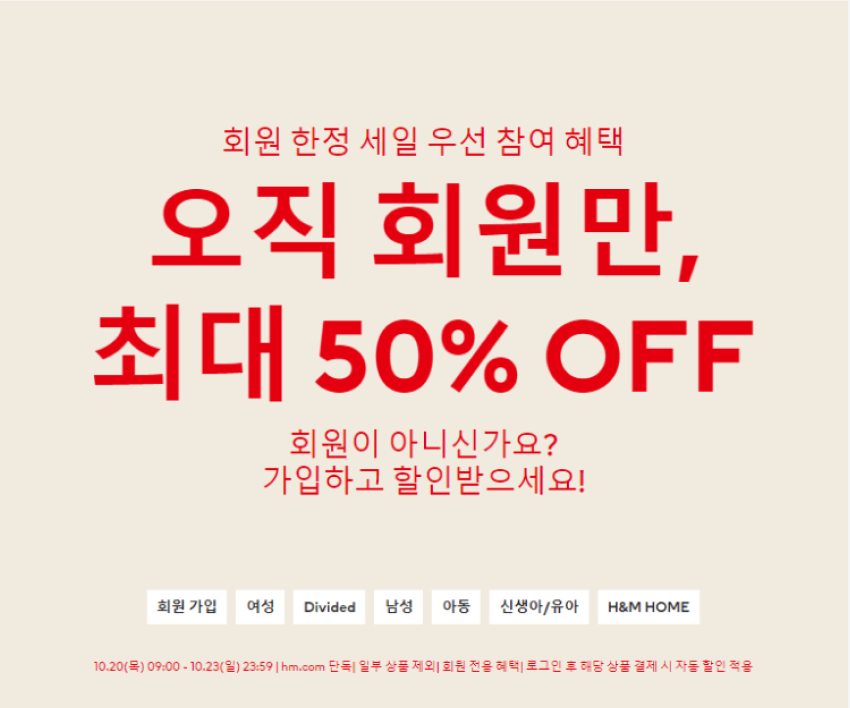 회원 한정 세일 우선 참여 혜택
오직 회원만,
최대 50% OFF
회원이 아니신가요?
가입하고 할인받으세요!
회원 가입 여성 Divided 남성 아동 신생아/유아 H&M HOME
10.20(목) 09:00 - 10.23(일) 23:59 | hm.com 단독| 일부 상품 제외| 회원 전용 혜택| 로그인 후 해당 상품 결제 시 자동 할인 적용